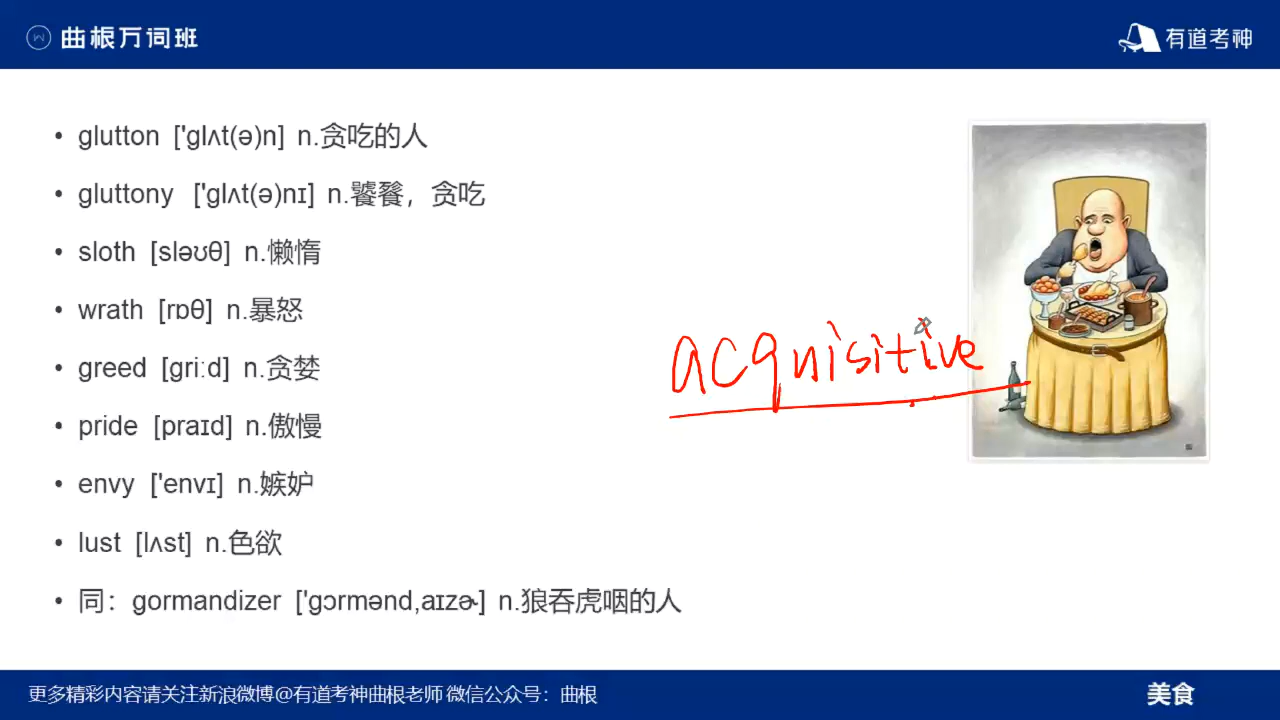 曲根万词班
有道考神
• glutton ['glʌt(ə)n] n.贪吃的人
• gluttony ['glʌt(ə)nɪ] n.饕餮，贪吃
• sloth [sləʊθ] n.懒惰
• wrath [rɒθ] n.暴怒
• greed [griːd] n.贪婪
• pride [praɪd] n.傲慢
• envy ['envɪ] n.嫉妒
• lust [lʌst] n.色欲
• 同：gormandizer ['gɔrmənd,aɪzɚ] n.狼吞虎咽的人
acquisitive
更多精彩内容请关注新浪微博@有道考神曲根老师 微信公众号：曲根
美食